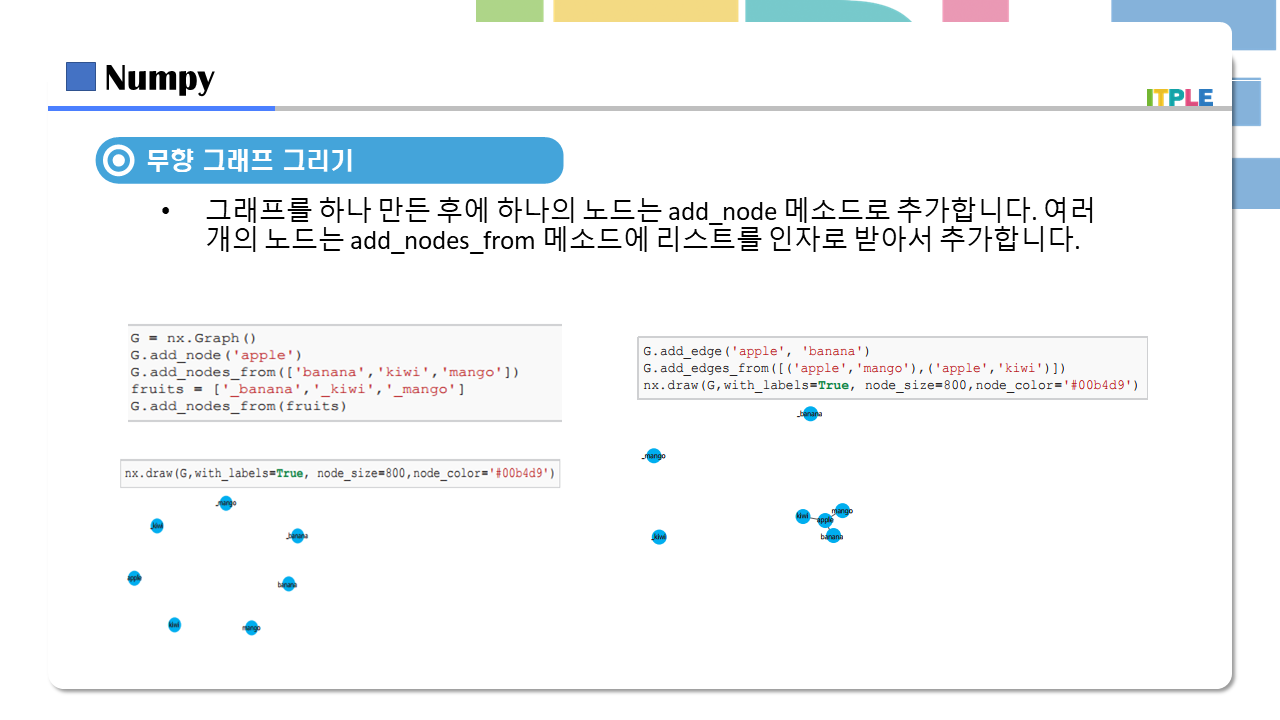 Numpy
ITPLE
무향 그래프 그리기
• 그래프를 하나 만든 후에 하나의 노드는 add_node 메소드로 추가합니다. 여러
개의 노드는 add_nodes_from 메소드에 리스트를 인자로 받아서 추가합니다.
G = nx.Graph()
G.add_node('apple')
G.add_nodes_from(['banana','kiwi','mango'])
fruits = ['_banana','_kiwi','_mango']
G.add_nodes_from(fruits)
nx.draw(G,with_labels=True, node_size=800,node_color='#00b4d9')
_mango
_kiwi
_banana
apple
banana
kiwi
mango
G.add_edge('apple', 'banana')
G.add_edges_from([('apple','mango'),('apple','kiwi')])
nx.draw(G,with_labels=True, node_size=800,node_color='#00b4d9')
_banana
_mango
mango
kiwi
apple
banana
_kiwi